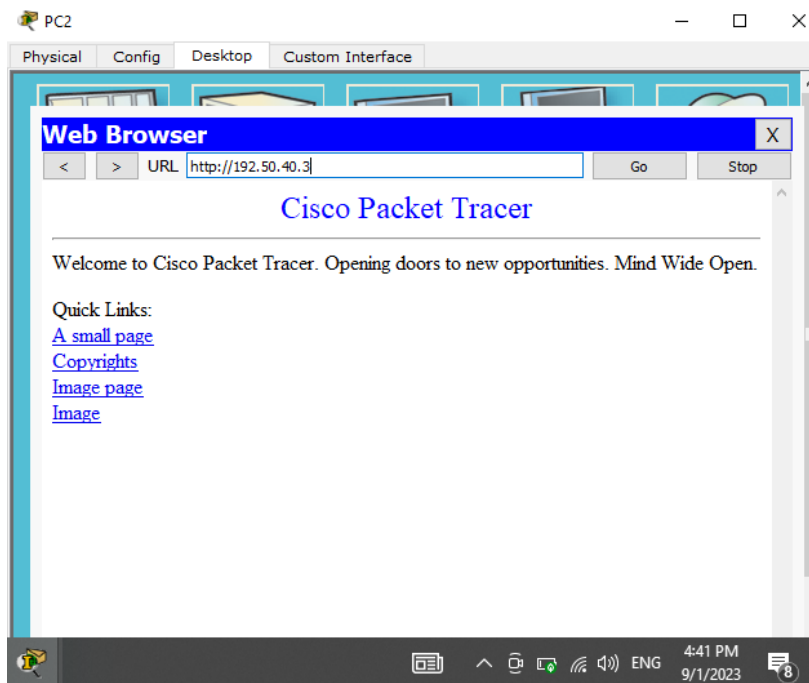 PC2
Physical Config Desktop Custom Interface
Web Browser X
< > URL http://192.50.40.3 Go Stop
Cisco Packet Tracer
Welcome to Cisco Packet Tracer. Opening doors to new opportunities. Mind Wide Open.
Quick Links:
A small page
Copyrights
Image page
Image
ENG 4:41 PM
9/1/2023 8